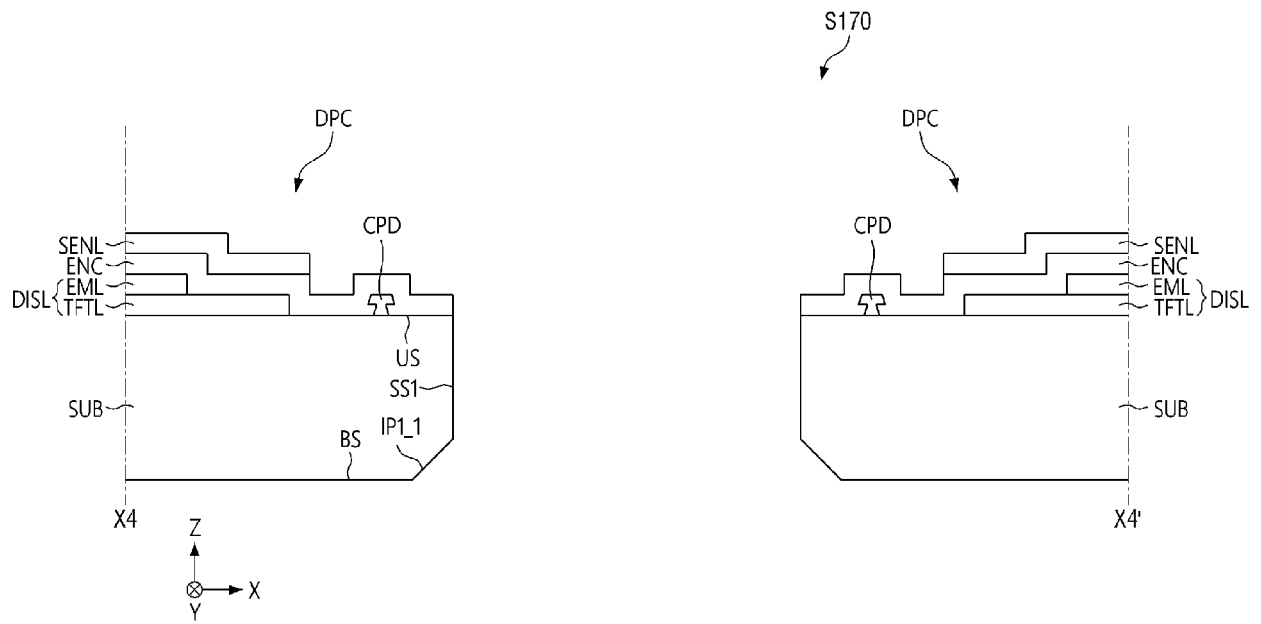 S170
DPC
DPC
CPD
CPD
SENL
SENL
ENC
ENC
EML
EML
DISL
DISL
TFTL
TFTL
US
SS1
SUB
SUB
IP1_1
BS
X4
X4'
Z
X
Y